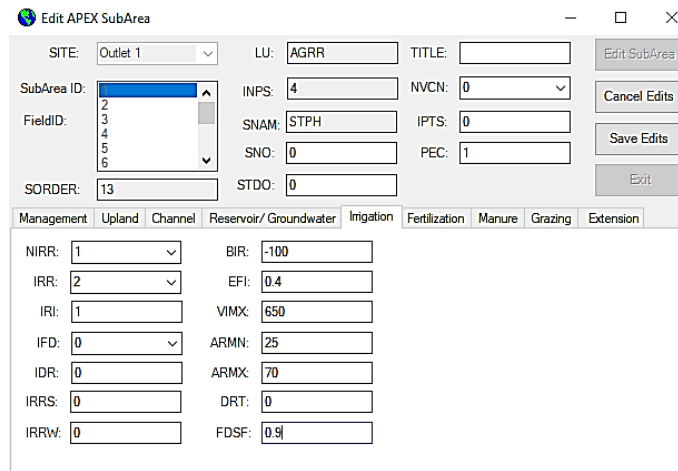 Edit APEX SubArea
SITE: Outlet 1 LU: AGRR TITLE: Edit SubArea
SubArea ID: INPS: 4 NVCN: 0 Cancel Edits
2
FieldID: 3 SNAM: STPH IPTS: 0
4
5 SNO: 0 PEC: 1 Save Edits
6
SORDER: 13 STDO: 0 Exit
Management Upland Channel Reservoir/ Groundwater Irrigation Fertilization Manure Grazing Extension
NIRR: 1 BIR: -100
IRR: 2 EFI: 0.4
IRI: 1 VIMX: 650
IFD: 0 ARMN: 25
IDR: 0 ARMX: 70
IRRS: 0 DRT: 0
IRRW: 0 FDSF: 0.9